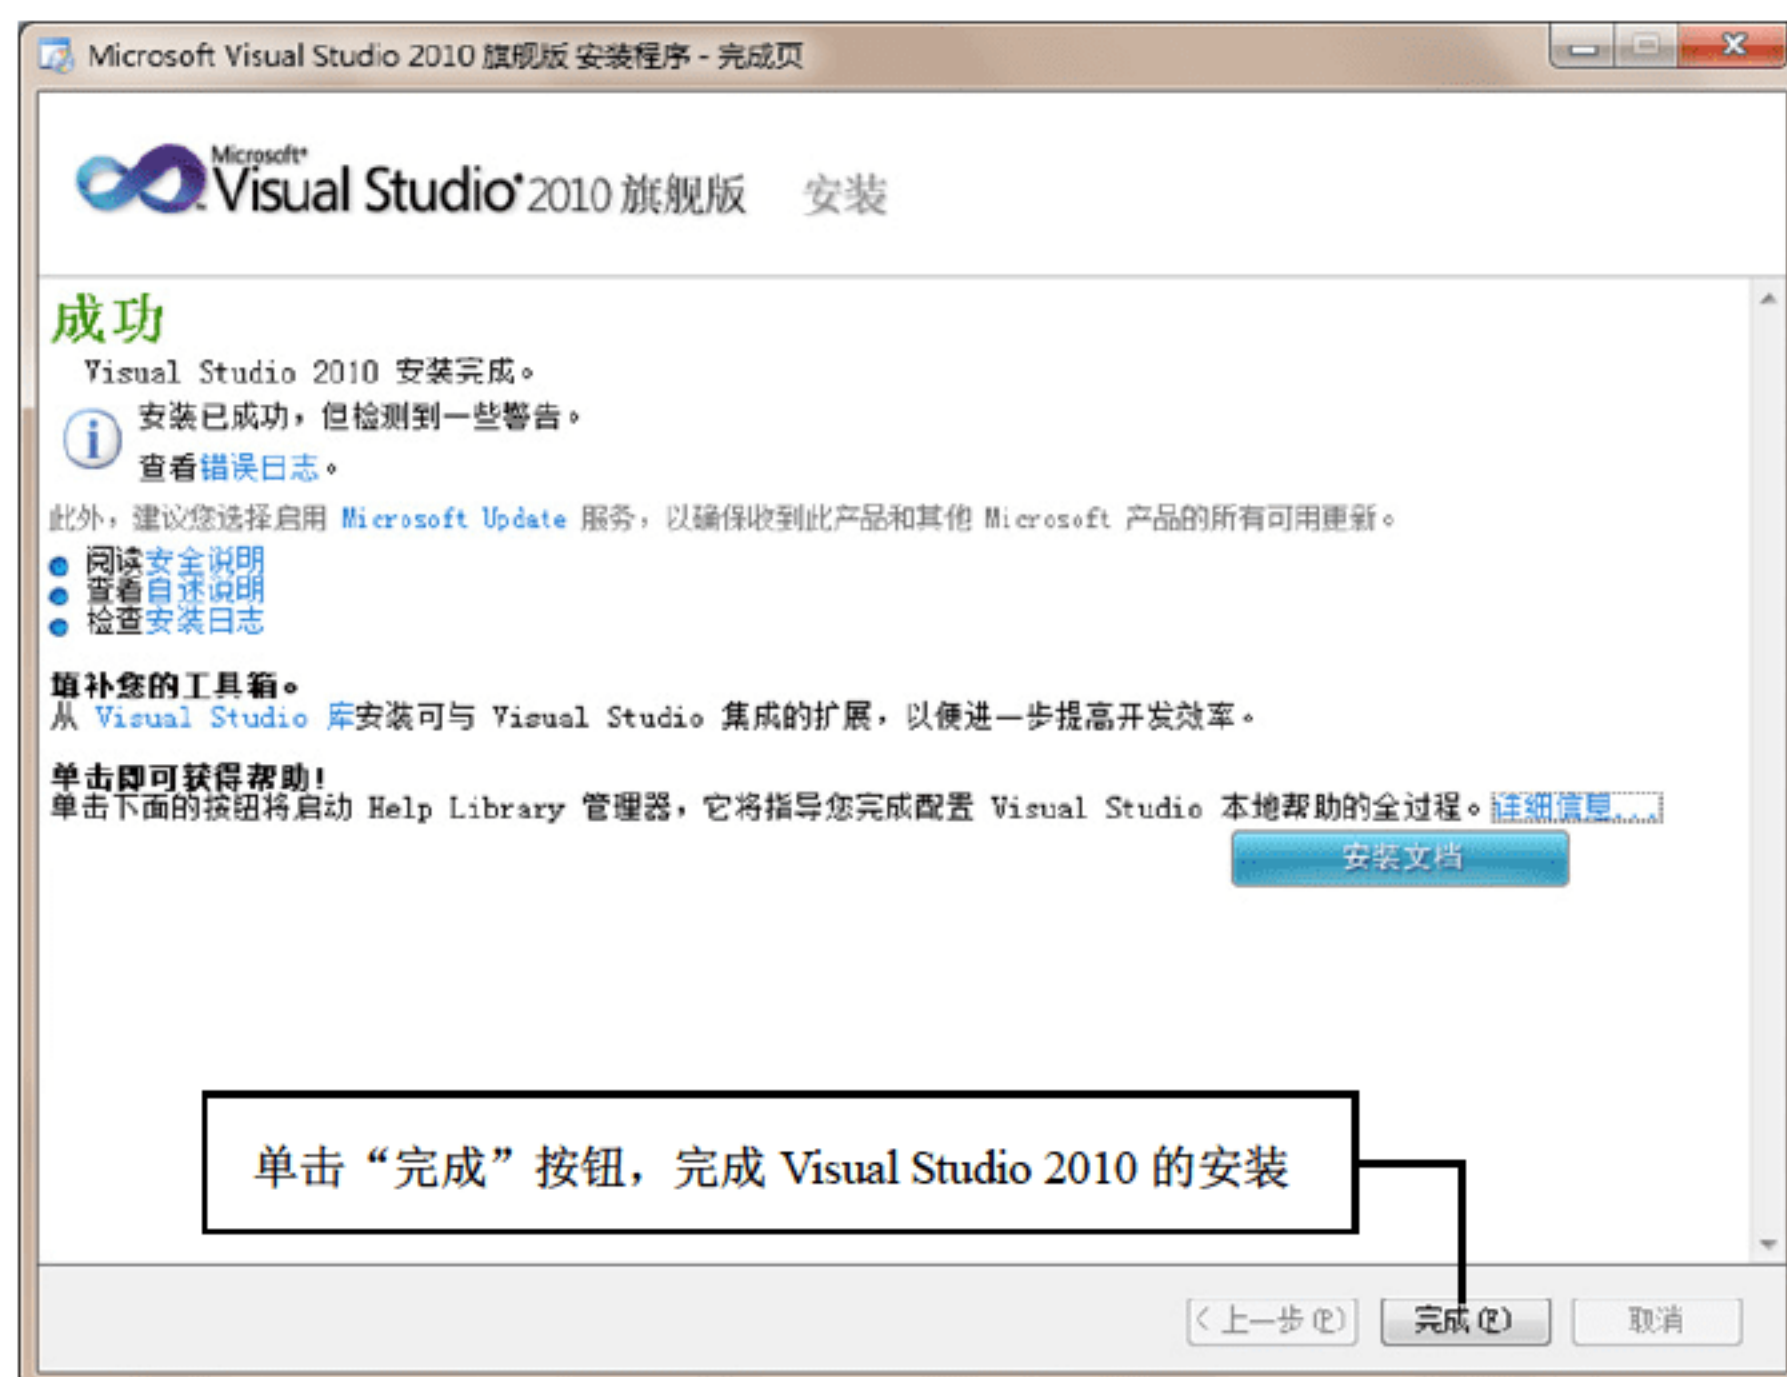 Microsoft Visual Studio 2010 旗舰版 安装程序 - 完成页
Microsoft®
Visual Studio® 2010 旗舰版 安装
成功
Visual Studio 2010 安装完成。
安装已成功，但检测到一些警告。
查看错误日志。
此外，建议您选择启用 Microsoft Update 服务，以确保收到此产品和其他 Microsoft 产品的所有可用更新。
阅读安全说明
查看自述说明
检查安装日志
填补您的工具箱。
从 Visual Studio 库安装可与 Visual Studio 集成的扩展，以便进一步提高开发效率。
单击即可获得帮助!
单击下面的按钮将启动 Help Library 管理器，它将指导您完成配置 Visual Studio 本地帮助的全过程。详细信息...
安装文档
单击“完成”按钮，完成 Visual Studio 2010 的安装
< 上一步(P) 完成(F) 取消